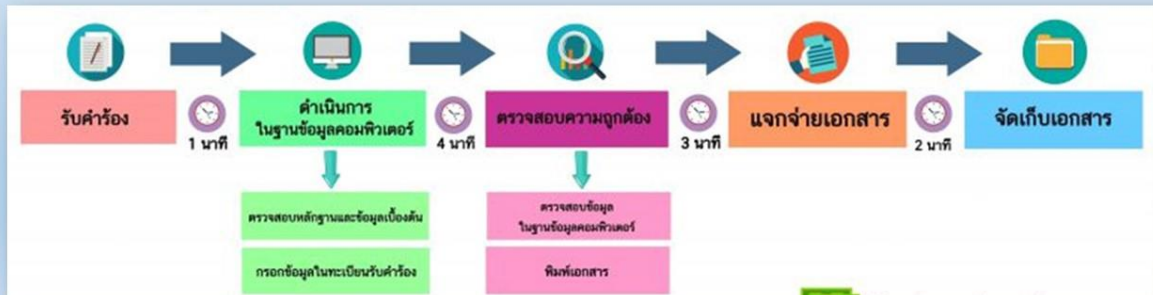 รับคำร้อง
1 นาที
ดำเนินการ
ในฐานข้อมูลคอมพิวเตอร์
4 นาที
ตรวจสอบความถูกต้อง
3 นาที
แจกจ่ายเอกสาร
2 นาที
จัดเก็บเอกสาร
ตรวจสอบหลักฐานและข้อมูลเบื้องต้น
กรอกข้อมูลในทะเบียนรับคำร้อง
ตรวจสอบข้อมูล
ในฐานข้อมูลคอมพิวเตอร์
พิมพ์เอกสาร